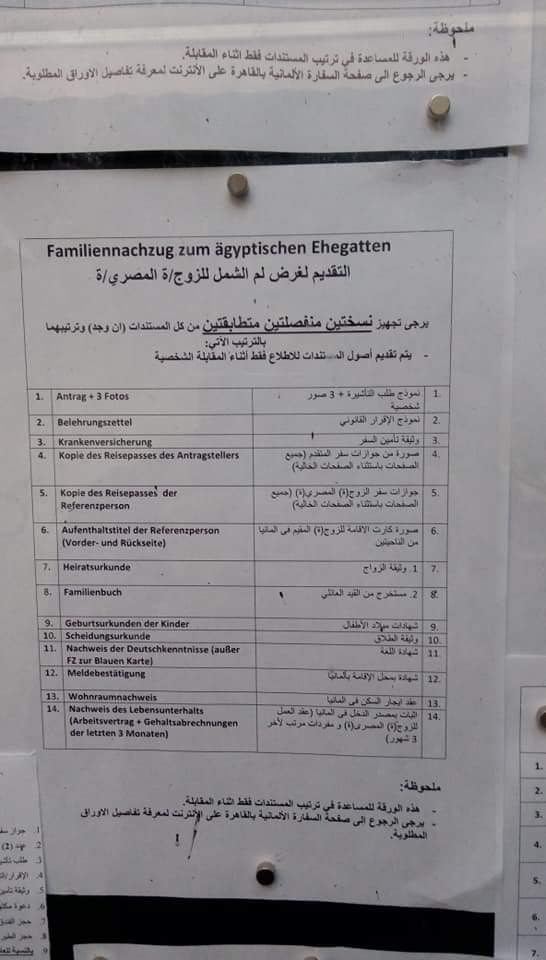 ملحوظة:
- هذه الورقة للمساعدة في ترتيب المستندات فقط اثناء المقابلة.
- يرجى الرجوع الى صفحة السفارة الألمانية بالقاهرة على الأنترنت لمعرفة تفاصيل الاوراق المطلوبة.
Familiennachzug zum ägyptischen Ehegatten
التقديم لغرض لم الشمل للزوج/ة المصري/ة
يرجى تجهيز نسختين منفصلتين متطابقتين من كل المستندات (ان وجد) وترتيبهما
بالترتيب الآتي:
- يتم تقديم أصول المستندات للاطلاع فقط أثناء المقابلة الشخصية
1. Antrag + 3 Fotos
نموذج طلب التأشيرة + 3 صور
شخصية
1.
2. Belehrungszettel
نموذج الإقرار القانوني
2.
3. Krankenversicherung
وثيقة تأمين السفر
3.
4. Kopie des Reisepasses des Antragstellers
صورة من جوازات سفر المتقدم (جميع
الصفحات باستثناء الصفحات الخالية)
4.
5. Kopie des Reisepasses der
Referenzperson
جوازات سفر الزوج(ة) المصري(ة) (جميع
الصفحات باستثناء الصفحات الخالية)
5.
6. Aufenthaltstitel der Referenzperson
(Vorder- und Rückseite)
صورة كارت الاقامة للزوج(ة) المقيم في المانيا
من الناحيتين
6.
7. Heiratsurkunde
1. وثيقة الزواج
7.
8. Familienbuch
2. مستخرج من القيد العائلي
8.
9. Geburtsurkunden der Kinder
شهادات ميلاد الأطفال
9.
10. Scheidungsurkunde
وثيقة الطلاق
10.
11. Nachweis der Deutschkenntnisse (außer
FZ zur Blauen Karte)
شهادة اللغة
11.
12. Meldebestätigung
شهادة بمحل الإقامة بألمانيا
12.
13. Wohnraumnachweis
عقد ايجار السكن في المانيا
13.
14. Nachweis des Lebensunterhalts
(Arbeitsvertrag + Gehaltsabrechnungen
der letzten 3 Monaten)
اثبات بمصدر الدخل في المانيا (عقد العمل
للزوج(ة) المصري(ة) و مفردات مرتب لآخر
3 شهور)
14.
ملحوظة:
- هذه الورقة للمساعدة في ترتيب المستندات فقط اثناء المقابلة.
- يرجى الرجوع الى صفحة السفارة الألمانية بالقاهرة على الأنترنت لمعرفة تفاصيل الاوراق
المطلوبة.
1. جواز سفر
2. عدد (2)
3. طلب تأشير
4. الإقرار/الت
5. وثيقة تأمين
6. دعوة مكتو
7. حجز الفندق
8. حجز الطير
9. بالنسبة للعا
1.
2.
3.
4.
5.
6.
7.